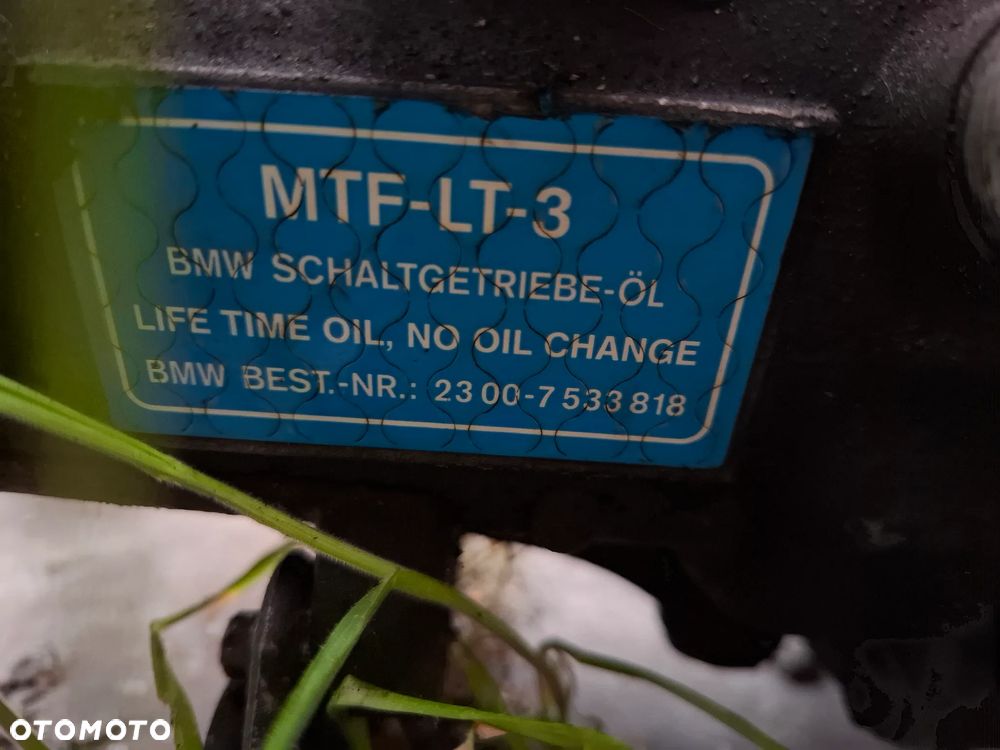 MTF-LT-3
BMW SCHALTGETRIEBE-ÖL
LIFE TIME OIL, NO OIL CHANGE
BMW BEST.-NR.: 23 00-7 533 818
OTOMOTO